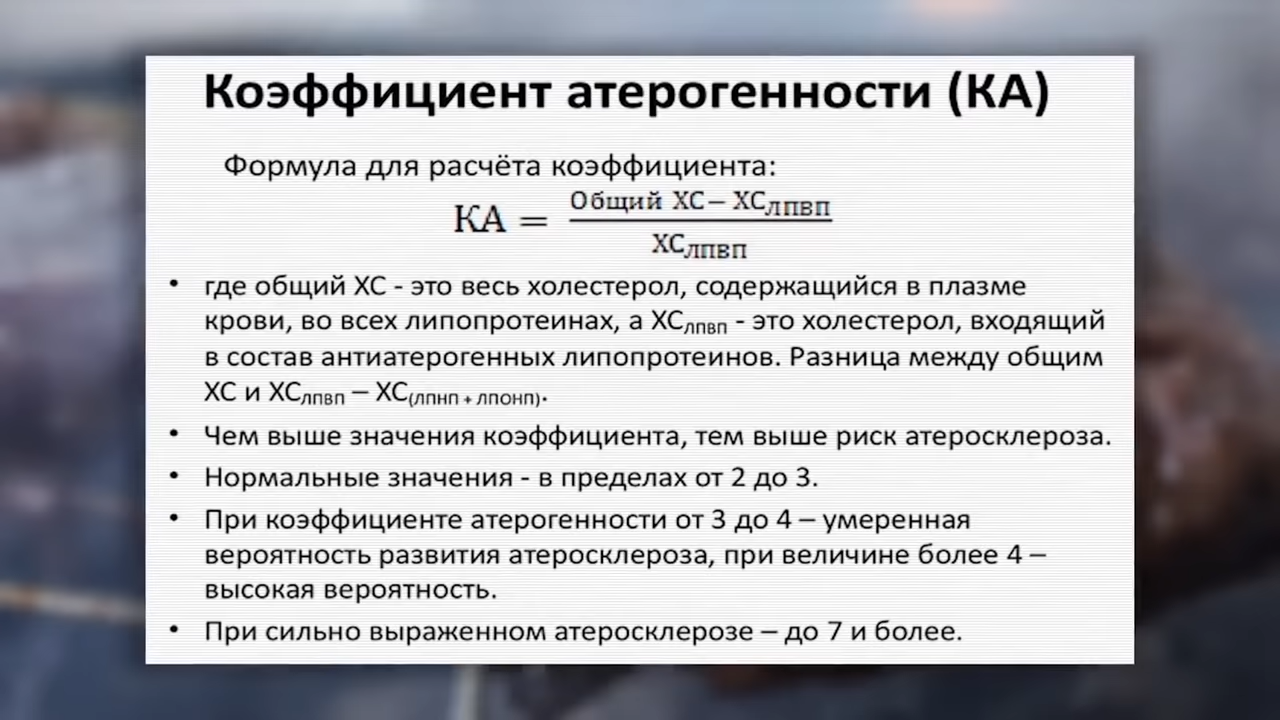 Коэффициент атерогенности (КА)
Формула для расчёта коэффициента:
КА = (Общий ХС – ХСЛПВП) / ХСЛПВП
• где общий ХС - это весь холестерол, содержащийся в плазме
крови, во всех липопротеинах, а ХСлпвп - это холестерол, входящий
в состав антиатерогенных липопротеинов. Разница между общим
ХС и ХСлпвп – ХС(лпнп + лпонп).
• Чем выше значения коэффициента, тем выше риск атеросклероза.
• Нормальные значения - в пределах от 2 до 3.
• При коэффициенте атерогенности от 3 до 4 – умеренная
вероятность развития атеросклероза, при величине более 4 –
высокая вероятность.
• При сильно выраженном атеросклерозе – до 7 и более.